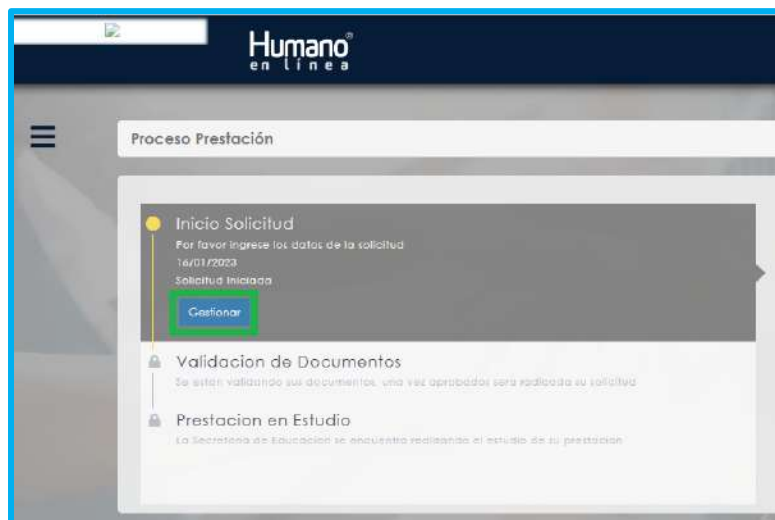 Humano®
en línea
Proceso Prestación
Inicio Solicitud
Por favor ingrese los datos de la solicitud
16/01/2023
Solicitud Iniciada
Gestionar
Validacion de Documentos
Se estan validando sus documentos, una vez aprobados sera radicada su solicitud
Prestacion en Estudio
La Secretaria de Educacion se encuentra realizando el estudio de su prestacion